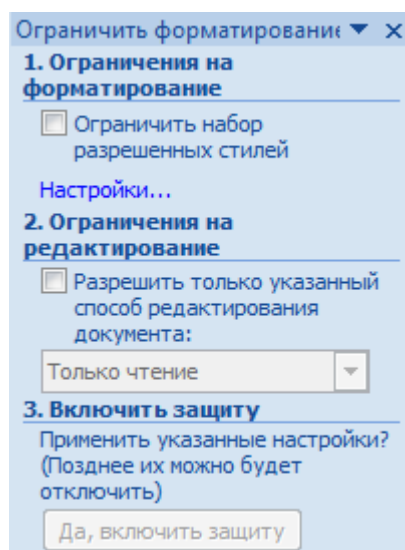 Ограничить форматировани
1. Ограничения на
форматирование
Ограничить набор
разрешенных стилей
Настройки...
2. Ограничения на
редактирование
Разрешить только указанный
способ редактирования
документа:
Только чтение
3. Включить защиту
Применить указанные настройки?
(Позднее их можно будет
отключить)
Да, включить защиту